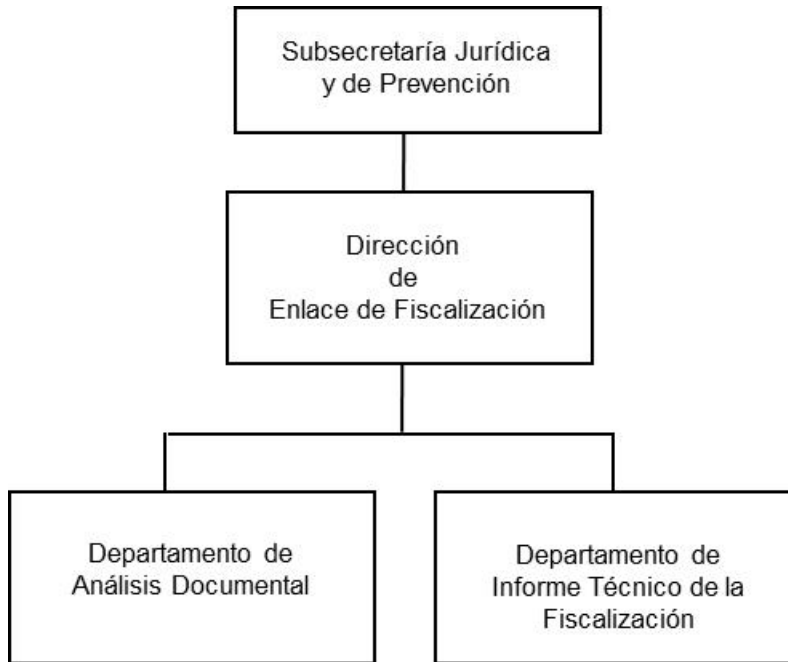 Subsecretaría Jurídica
y de Prevención
Dirección
de
Enlace de Fiscalización
Departamento de
Análisis Documental
Departamento de
Informe Técnico de la
Fiscalización